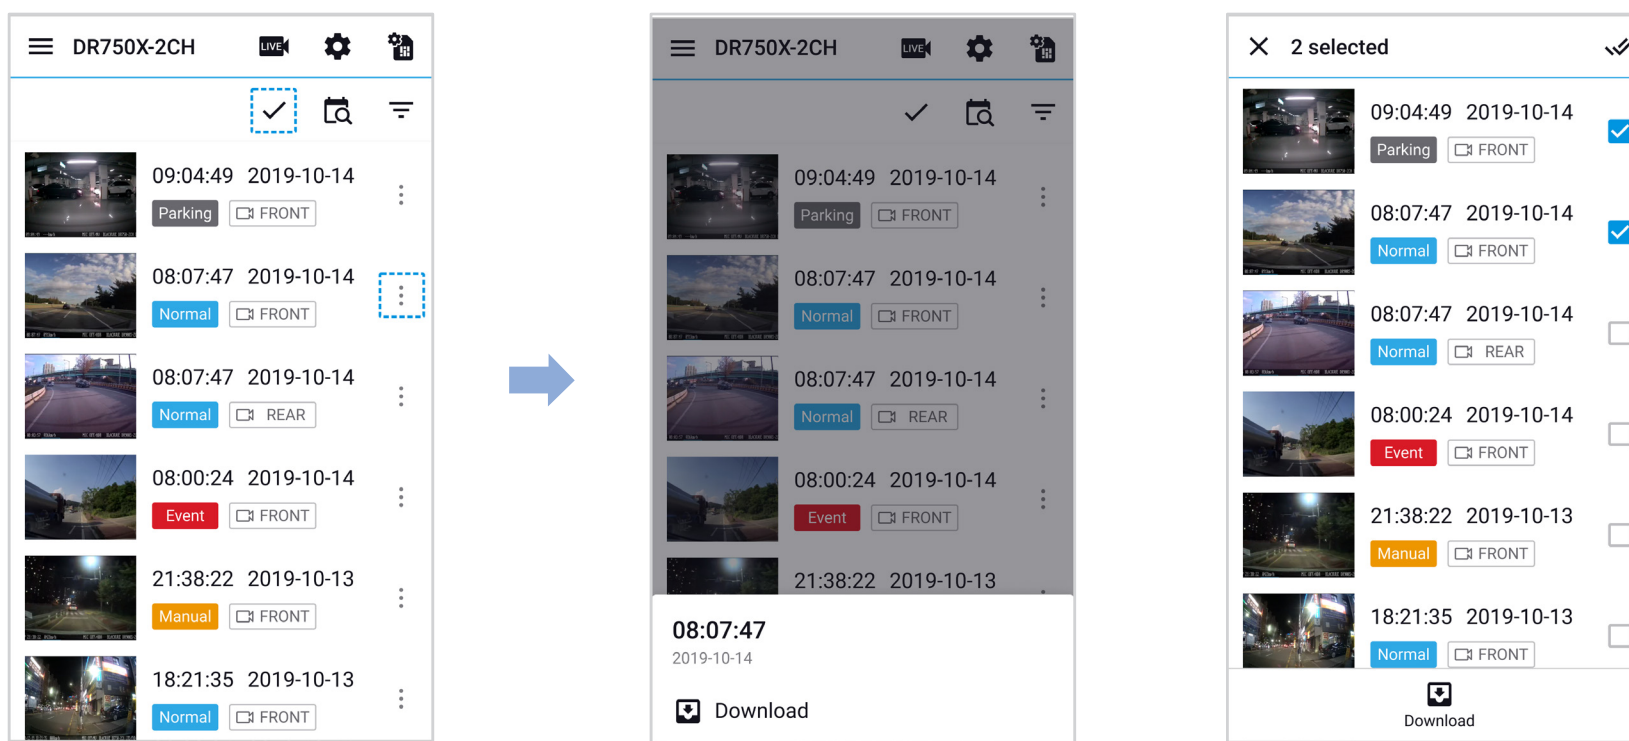 DR750X-2CH
LIVE
09:04:49 2019-10-14
Parking FRONT
08:07:47 2019-10-14
Normal FRONT
08:07:47 2019-10-14
Normal REAR
08:00:24 2019-10-14
Event FRONT
21:38:22 2019-10-13
Manual FRONT
18:21:35 2019-10-13
Normal FRONT
DR750X-2CH
LIVE
09:04:49 2019-10-14
Parking FRONT
08:07:47 2019-10-14
Normal FRONT
08:07:47 2019-10-14
Normal REAR
08:00:24 2019-10-14
Event FRONT
21:38:22 2019-10-13
08:07:47
2019-10-14
Download
2 selected
09:04:49 2019-10-14
Parking FRONT
08:07:47 2019-10-14
Normal FRONT
08:07:47 2019-10-14
Normal REAR
08:00:24 2019-10-14
Event FRONT
21:38:22 2019-10-13
Manual FRONT
18:21:35 2019-10-13
Normal FRONT
Download